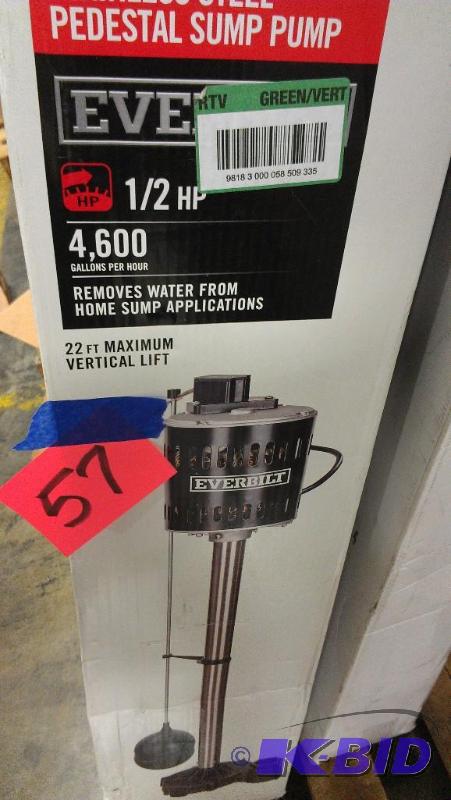 PEDESTAL SUMP PUMP
RTV GREEN/VERT
9818 3 000 058 509 335
HP
1/2 HP
4,600
GALLONS PER HOUR
REMOVES WATER FROM
HOME SUMP APPLICATIONS
22 FT MAXIMUM
VERTICAL LIFT
57
EVERBILT
© K-BID